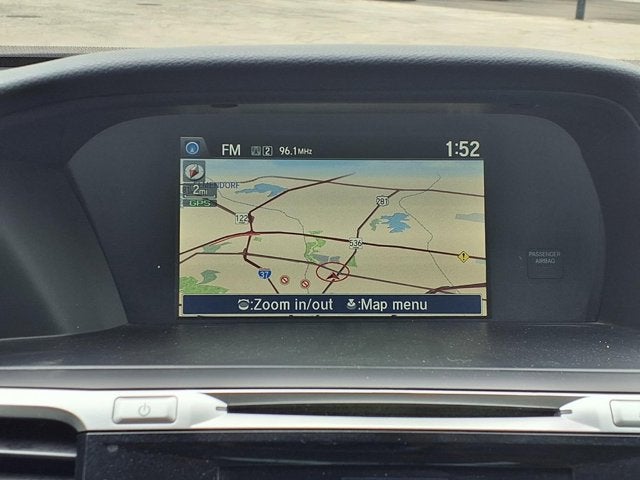 FM 2 96.1MHz 1:52
2mi
GPS
281
122
536
37
PASSENGER
AIRBAG
:Zoom in/out :Map menu